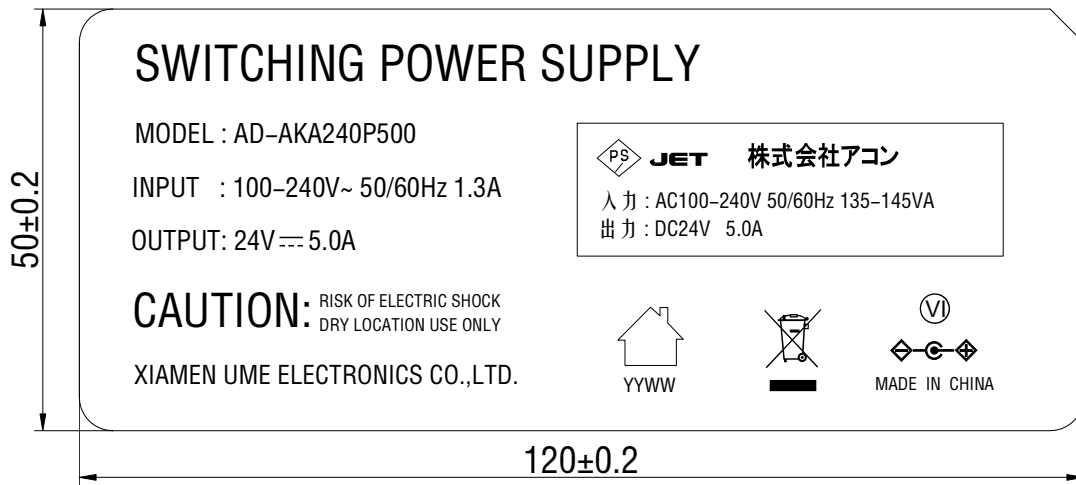 SWITCHING POWER SUPPLY
MODEL : AD-AKA240P500
INPUT : 100-240V~ 50/60Hz 1.3A
OUTPUT: 24V⎓5.0A
PS JET 株式会社アコン
入力 : AC100-240V 50/60Hz 135-145VA
出力 : DC24V 5.0A
CAUTION: RISK OF ELECTRIC SHOCK
DRY LOCATION USE ONLY
XIAMEN UME ELECTRONICS CO.,LTD.
YYWW
VI
MADE IN CHINA
50±0.2
120±0.2